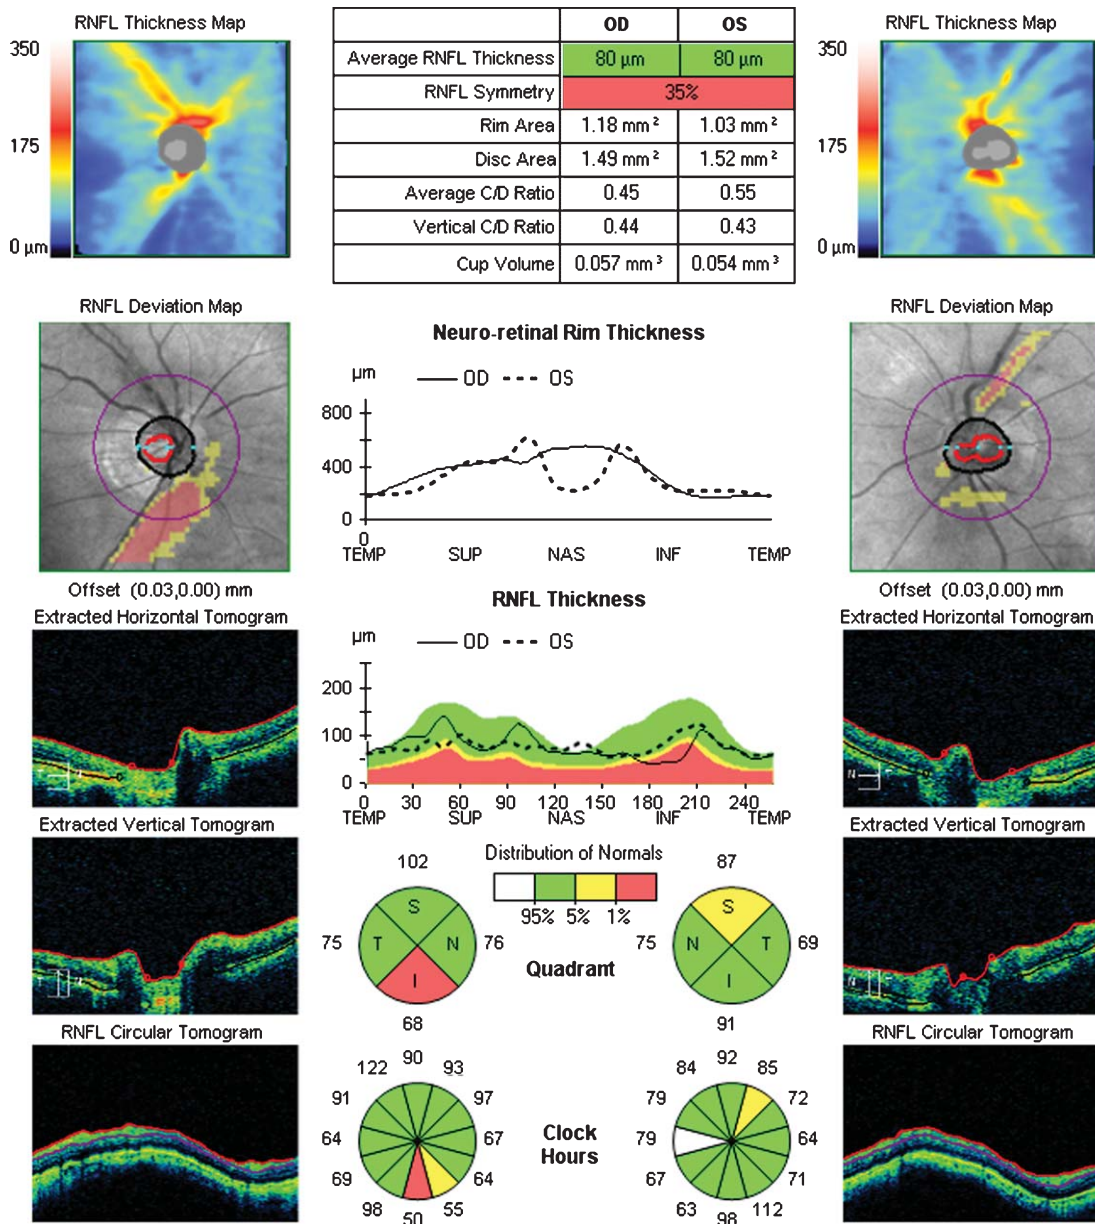 RNFL Thickness Map
350
175
0 µm
OD OS
Average RNFL Thickness 80 µm 80 µm
RNFL Symmetry 35%
Rim Area 1.18 mm² 1.03 mm²
Disc Area 1.49 mm² 1.52 mm²
Average C/D Ratio 0.45 0.55
Vertical C/D Ratio 0.44 0.43
Cup Volume 0.057 mm³ 0.054 mm³
RNFL Thickness Map
350
175
0 µm
RNFL Deviation Map
Offset (0.03,0.00) mm
Neuro-retinal Rim Thickness
µm OD OS
800
400
0
0
TEMP SUP NAS INF TEMP
RNFL Deviation Map
Offset (0.03,0.00) mm
RNFL Thickness
µm OD OS
200
100
0
0 30 60 90 120 150 180 210 240
TEMP SUP NAS INF TEMP
Extracted Horizontal Tomogram
T N
Extracted Horizontal Tomogram
N T
Extracted Vertical Tomogram
Extracted Vertical Tomogram
Distribution of Normals
95% 5% 1%
Quadrant
102
S
75 T N 76
I
68
87
S
75 N T 69
I
91
RNFL Circular Tomogram
RNFL Circular Tomogram
Clock
Hours
90
122 93
91 97
64 67
69 64
98 55
50
92
84 85
79 72
79 64
67 71
63 112
98